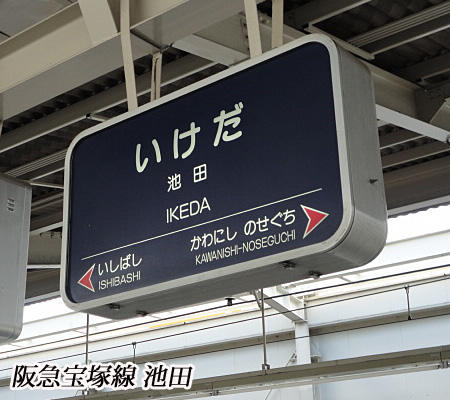 いけだ
池田
IKEDA
いしばし
ISHIBASHI
かわにし のせぐち
KAWANISHI-NOSEGUCHI
阪急宝塚線 池田